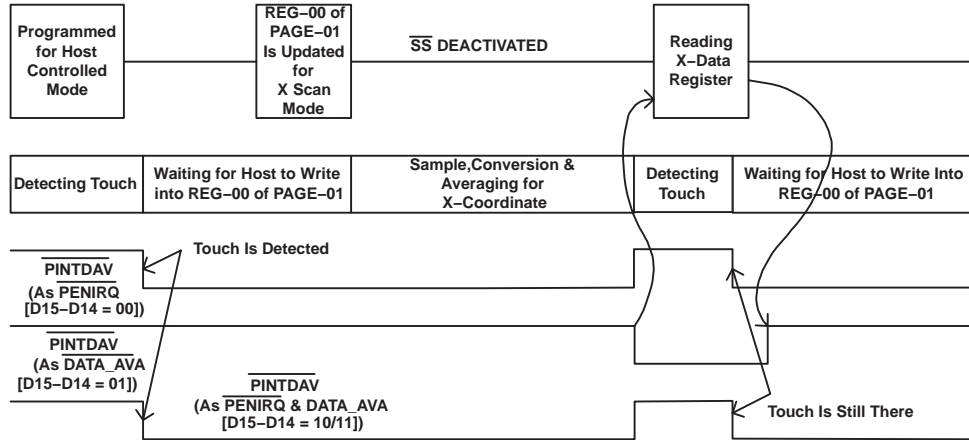 Programmed
for Host
Controlled
Mode
REG–00 of
PAGE–01
Is Updated
for
X Scan
Mode
SS DEACTIVATED
Reading
X–Data
Register
Detecting Touch
Waiting for Host to Write
into REG–00 of PAGE–01
Sample,Conversion &
Averaging for
X–Coordinate
Detecting
Touch
Waiting for Host to Write Into
REG–00 of PAGE–01
Touch Is Detected
PINTDAV
(As PENIRQ
[D15–D14 = 00])
PINTDAV
(As DATA_AVA
[D15–D14 = 01])
PINTDAV
(As PENIRQ & DATA_AVA
[D15–D14 = 10/11])
Touch Is Still There